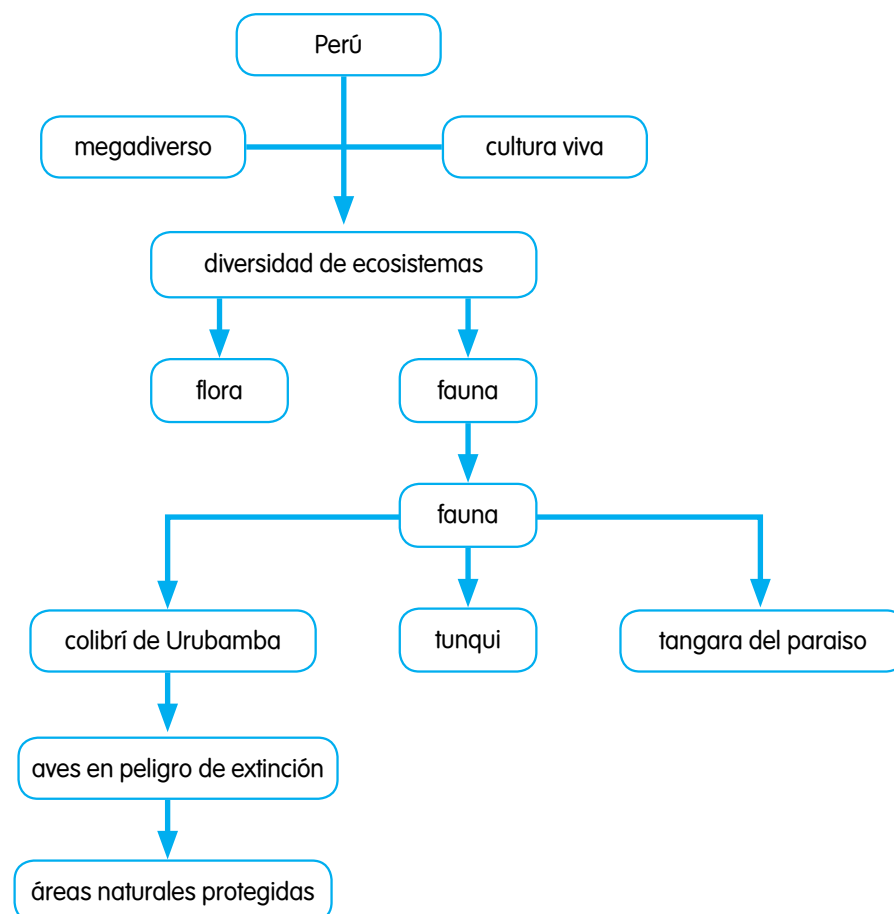 Perú
megadiverso
cultura viva
diversidad de ecosistemas
flora
fauna
fauna
colibrí de Urubamba
tunqui
tangara del paraiso
aves en peligro de extinción
áreas naturales protegidas